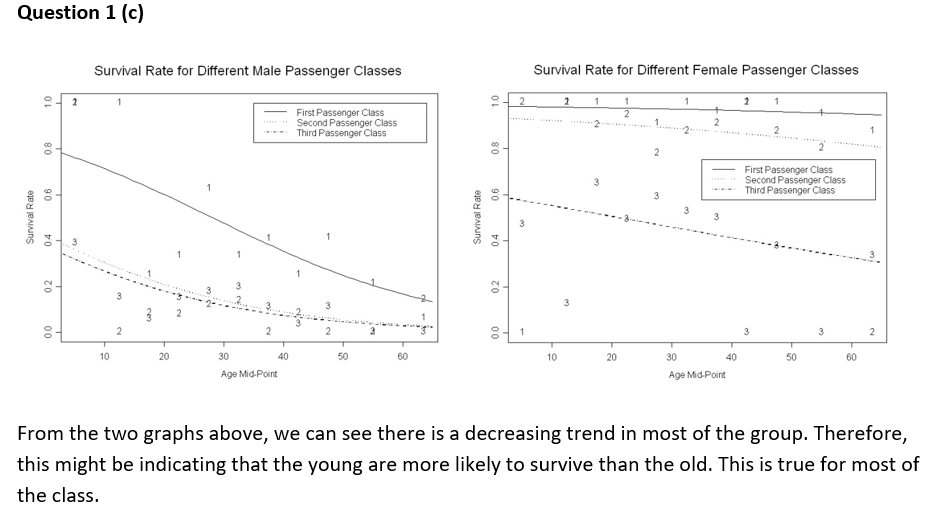 Question 1 (c)
Survival Rate for Different Male Passenger Classes
First Passenger Class
Second Passenger Class
Third Passenger Class
Survival Rate
0.0 0.2 0.4 0.6 0.8 1.0
10 20 30 40 50 60
Age Mid-Point
Survival Rate for Different Female Passenger Classes
First Passenger Class
Second Passenger Class
Third Passenger Class
Survival Rate
0.0 0.2 0.4 0.6 0.8 1.0
10 20 30 40 50 60
Age Mid-Point
From the two graphs above, we can see there is a decreasing trend in most of the group. Therefore,
this might be indicating that the young are more likely to survive than the old. This is true for most of
the class.